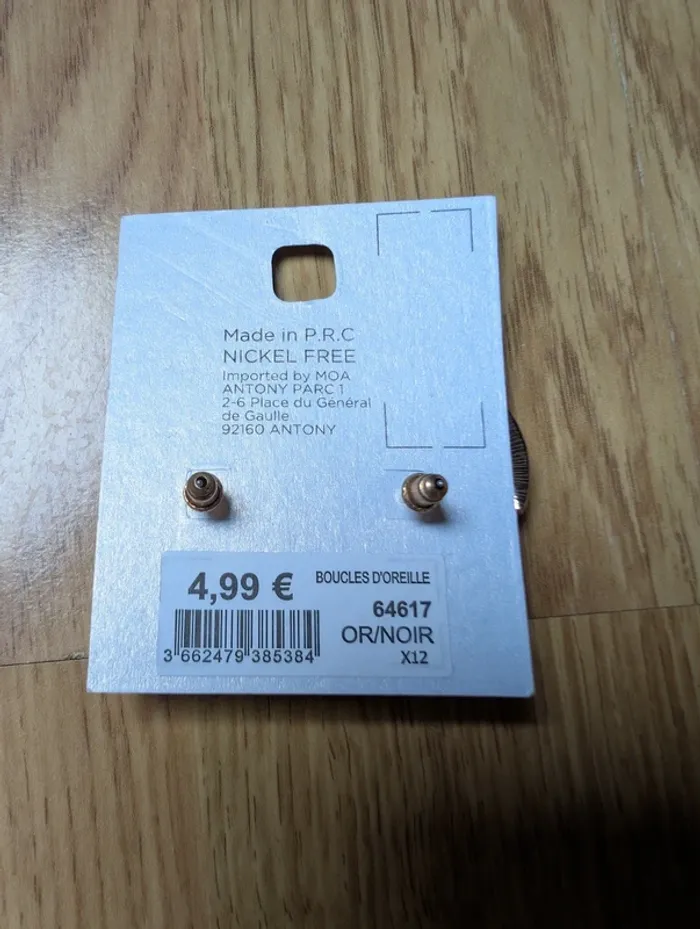 Made in P.R.C
NICKEL FREE
Imported by MOA
ANTONY PARC 1
2-6 Place du Général
de Gaulle
92160 ANTONY
4,99 €
BOUCLES D'OREILLE
64617
OR/NOIR
X12
3 662479 385384